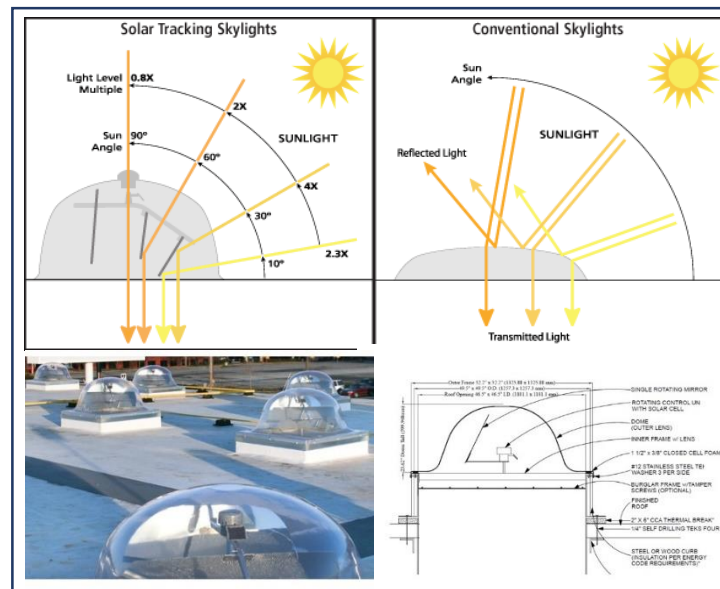 Solar Tracking Skylights
Light Level
Multiple
0.8X
2X
Sun
Angle
90°
SUNLIGHT
60°
4X
30°
2.3X
10°
Conventional Skylights
Sun
Angle
SUNLIGHT
Reflected Light
Transmitted Light
SINGLE ROTATING MIRROR
ROTATING CONTROL UN
WITH SOLAR CELL
DOME
(OUTER LENS)
INNER FRAME w/ LENS
1 1/2" x 3/8" CLOSED CELL FOAM
#12 STAINLESS STEEL TEK
WASHER 3 PER SIDE
BURGLAR FRAME w/TAMPER
SCREWS (OPTIONAL)
FINISHED
ROOF
2" X 6" CCA THERMAL BREAK
1/4" SELF DRILLING TEKS FOUR
STEEL OR WOOD CURB
(INSULATION PER ENERGY
CODE REQUIREMENTS)